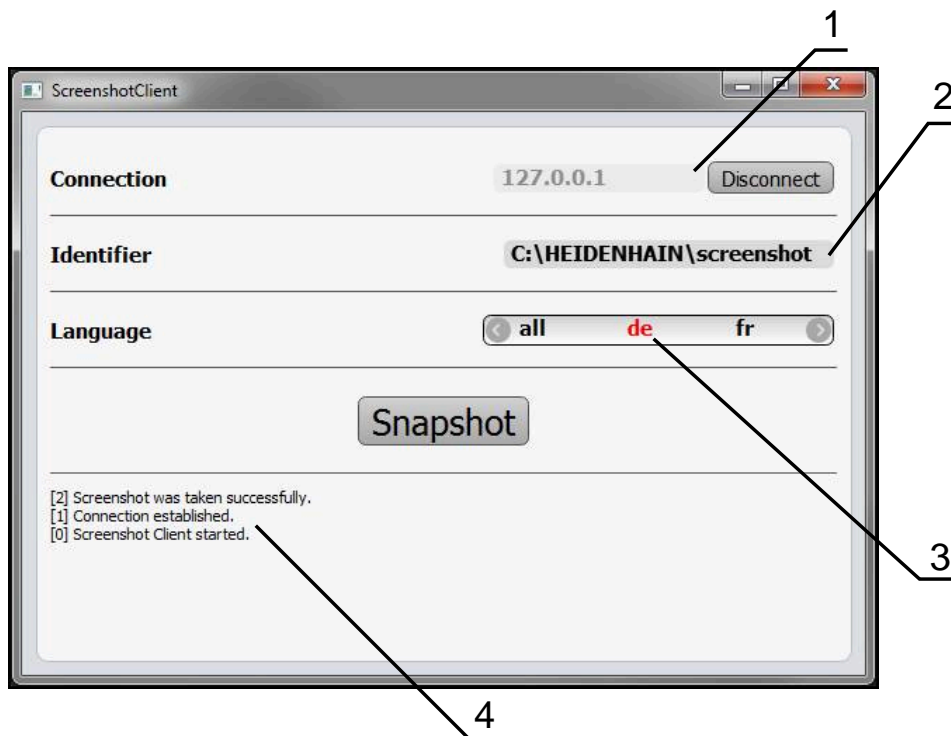 1
ScreenshotClient
2
Connection 127.0.0.1 Disconnect
Identifier C:\HEIDENHAIN\screenshot
Language all de fr
Snapshot
[2] Screenshot was taken successfully.
[1] Connection established.
[0] Screenshot Client started.
3
4